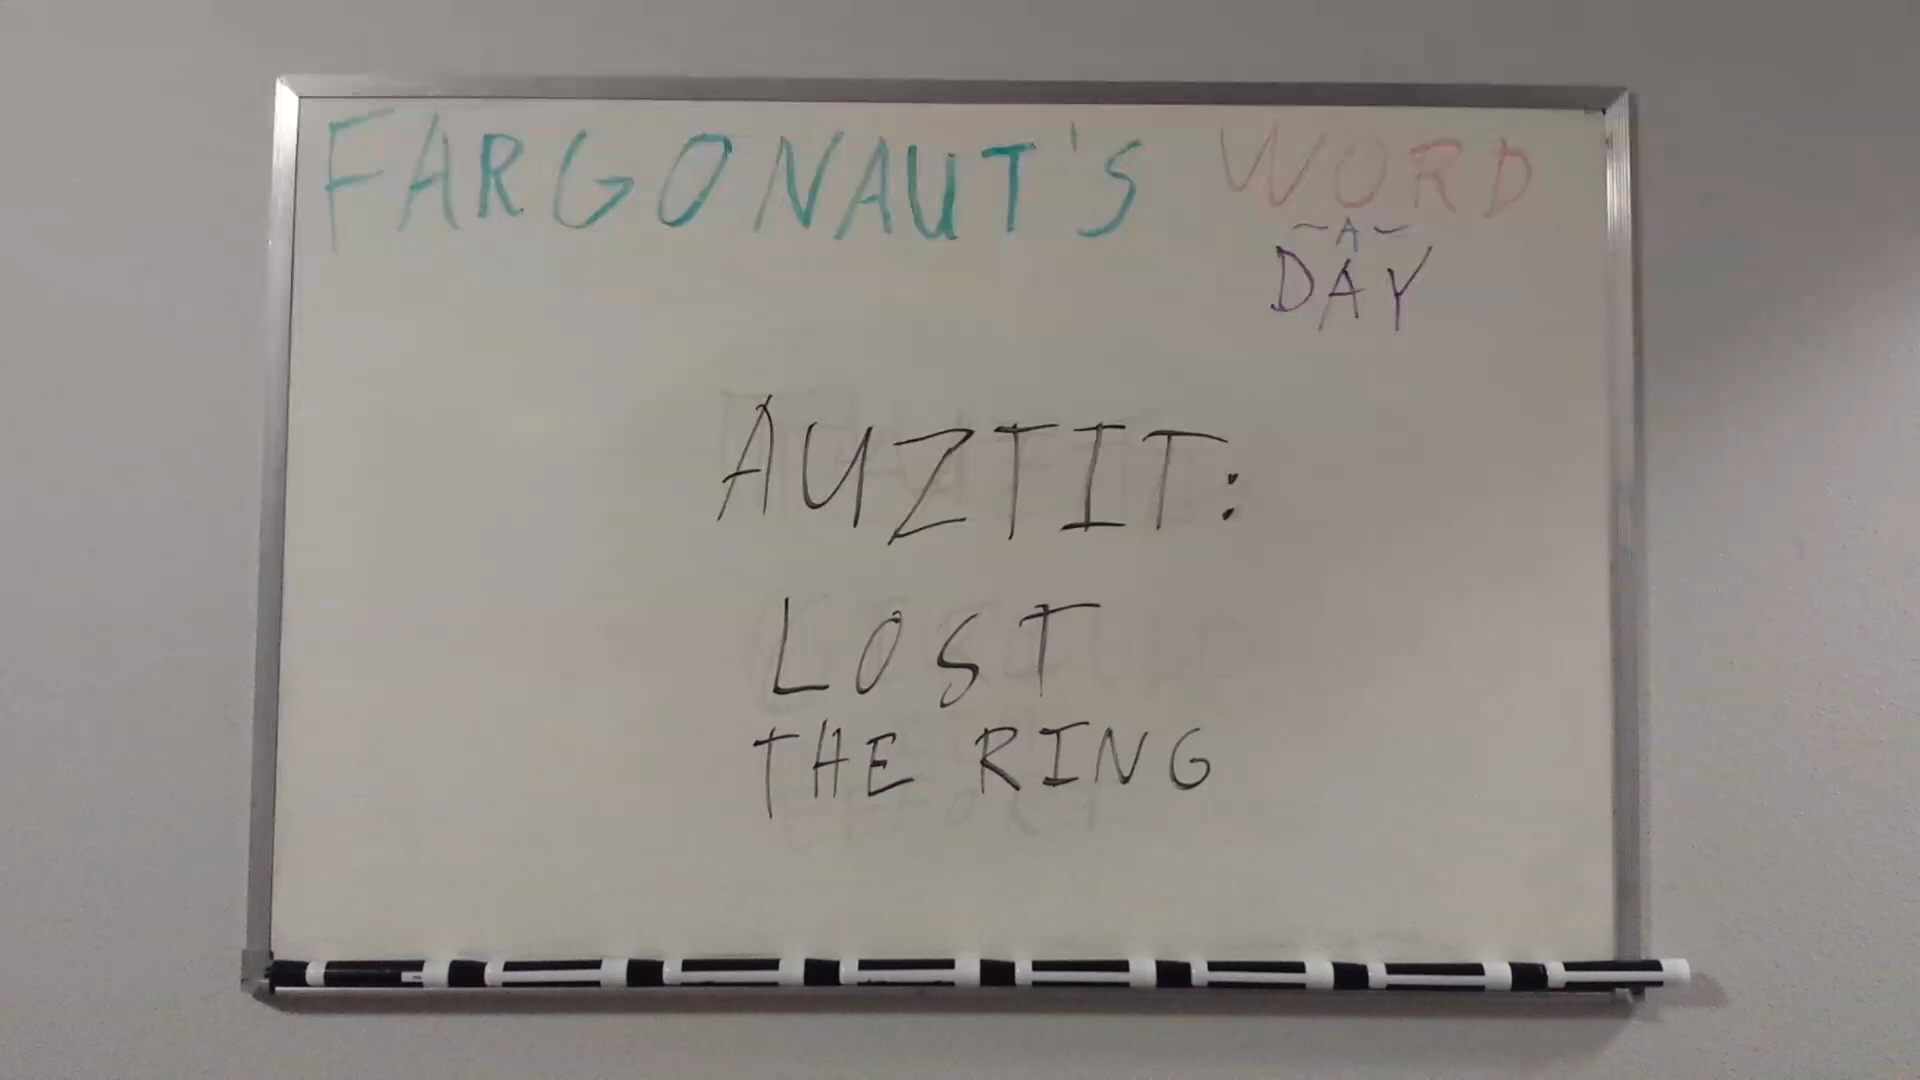 FARGONAUT'S WORD
-A-
DAY
AUZTIT:
LOST
THE RING